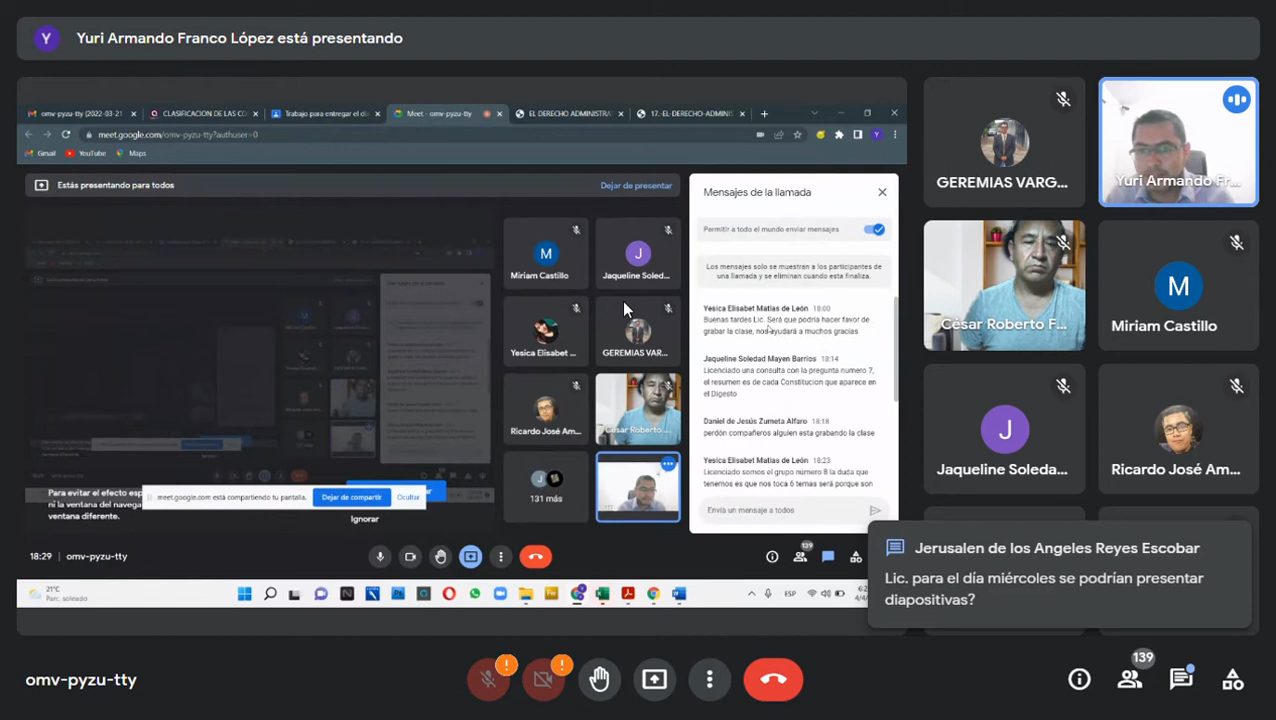 Y
Yuri Armando Franco López está presentando
omv-pyzu-tty (2022-03-21
CLASIFICACION DE LAS CO
Trabajo para entregar el dí
Meet - omv-pyzu-tty
EL DERECHO ADMINISTRA
17.-EL-DERECHO-ADMINIS
meet.google.com/omv-pyzu-tty?authuser=0
Gmail
YouTube
Maps
Estás presentando para todos
Dejar de presentar
M
Miriam Castillo
J
Jaqueline Soled...
Yesica Elisabet ...
GEREMIAS VAR...
Ricardo José Am...
César Roberto ...
J
131 más
Para evitar el efecto esp
ni la ventana del navega
ventana diferente.
meet.google.com está compartiendo tu pantalla.
Dejar de compartir
Ocultar
Ignorar
Mensajes de la llamada
Permitir a todo el mundo enviar mensajes
Los mensajes solo se muestran a los participantes de
una llamada y se eliminan cuando esta finaliza.
Yesica Elisabet Matias de León 18:00
Buenas tardes Lic. Será que podría hacer favor de
grabar la clase, nos ayudará a muchos gracias
Jaqueline Soledad Mayen Barrios 18:14
Licenciado una consulta con la pregunta numero 7,
el resumen es de cada Constitucion que aparece en
el Digesto
Daniel de Jesús Zumeta Alfaro 18:18
perdón compañeros alguien esta grabando la clase
Yesica Elisabet Matias de León 18:23
Licenciado somos el grupo número 8 la duda que
tenemos es que nos toca 6 temas será que porque son
Envía un mensaje a todos
18:29
omv-pyzu-tty
139
21°C
Parc. soleado
ESP
GEREMIAS VARG...
Yuri Armando Fr...
César Roberto F...
M
Miriam Castillo
J
Jaqueline Soleda...
Ricardo José Am...
Jerusalen de los Angeles Reyes Escobar
Lic. para el día miércoles se podrían presentar
diapositivas?
omv-pyzu-tty
139